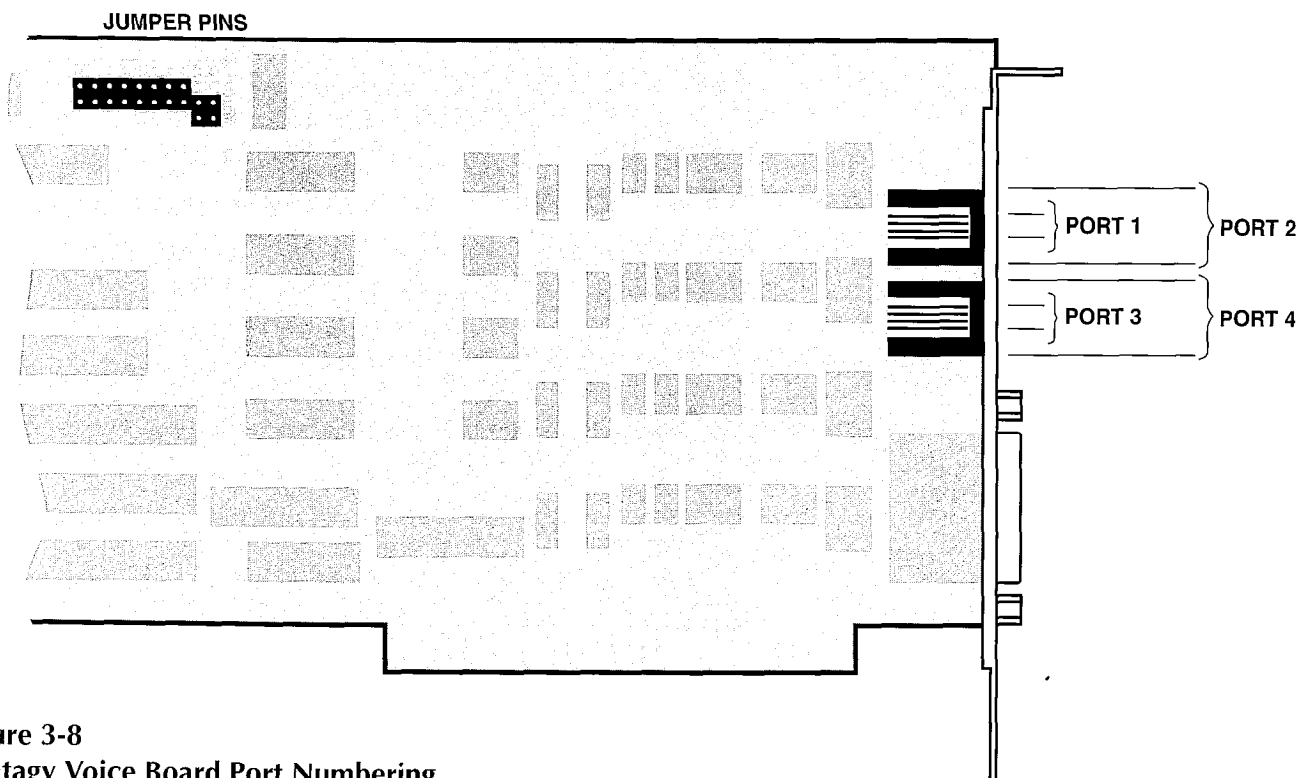 JUMPER PINS
PORT 1
PORT 2
PORT 3
PORT 4
ure 3-8
tagy Voice Board Port Numbering